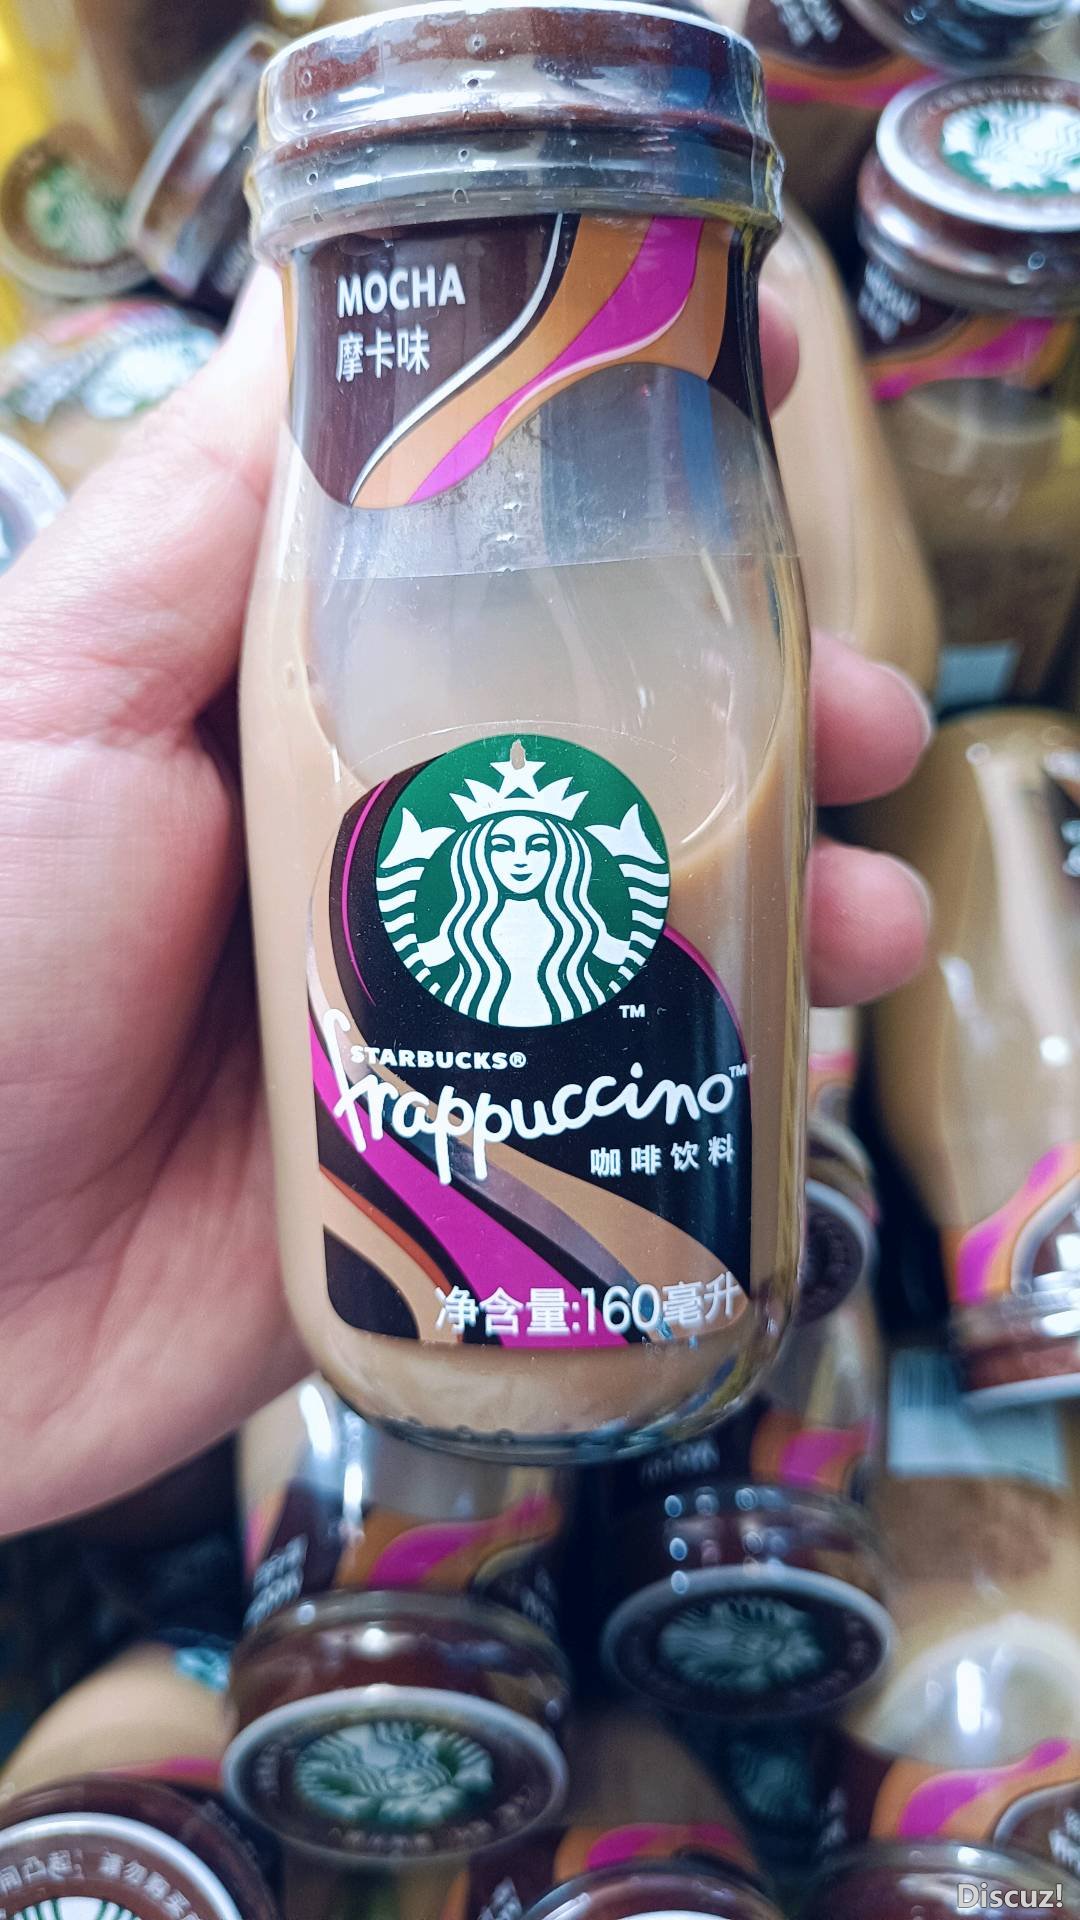 MOCHA
摩卡味
TM
STARBUCKS®
frappuccino™
咖啡饮料
净含量:160毫升
Discuz!